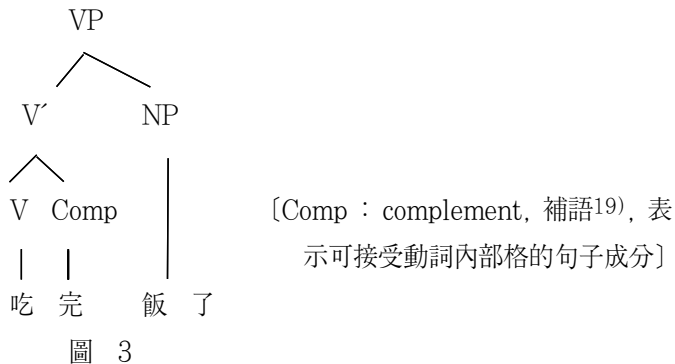 VP
V´ NP
V Comp 〔Comp : complement, 補語19), 表
示可接受動詞內部格的句子成分〕
吃 完 飯 了
圖 3